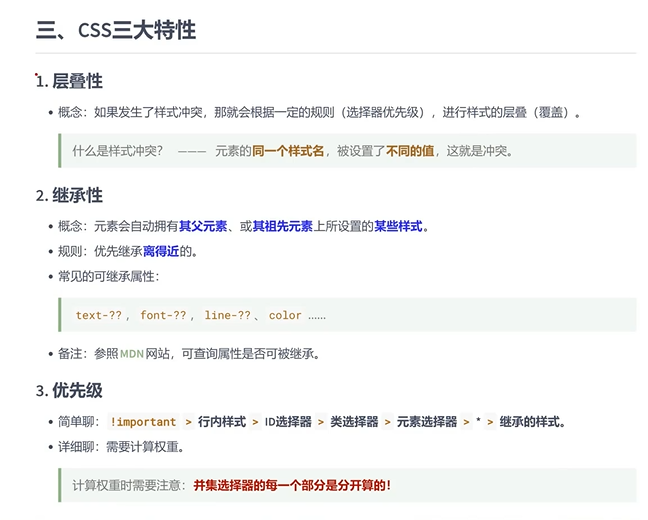 三、CSS三大特性
1. 层叠性
• 概念：如果发生了样式冲突，那就会根据一定的规则（选择器优先级），进行样式的层叠（覆盖）。
什么是样式冲突？ ——— 元素的同一个样式名，被设置了不同的值，这就是冲突。
2. 继承性
• 概念：元素会自动拥有其父元素、或其祖先元素上所设置的某些样式。
• 规则：优先继承离得近的。
• 常见的可继承属性：
text-?? ，font-?? ，line-?? 、color ......
• 备注：参照MDN网站，可查询属性是否可被继承。
3. 优先级
• 简单聊：!important > 行内样式 > ID选择器 > 类选择器 > 元素选择器 > * > 继承的样式。
• 详细聊：需要计算权重。
计算权重时需要注意：并集选择器的每一个部分是分开算的！